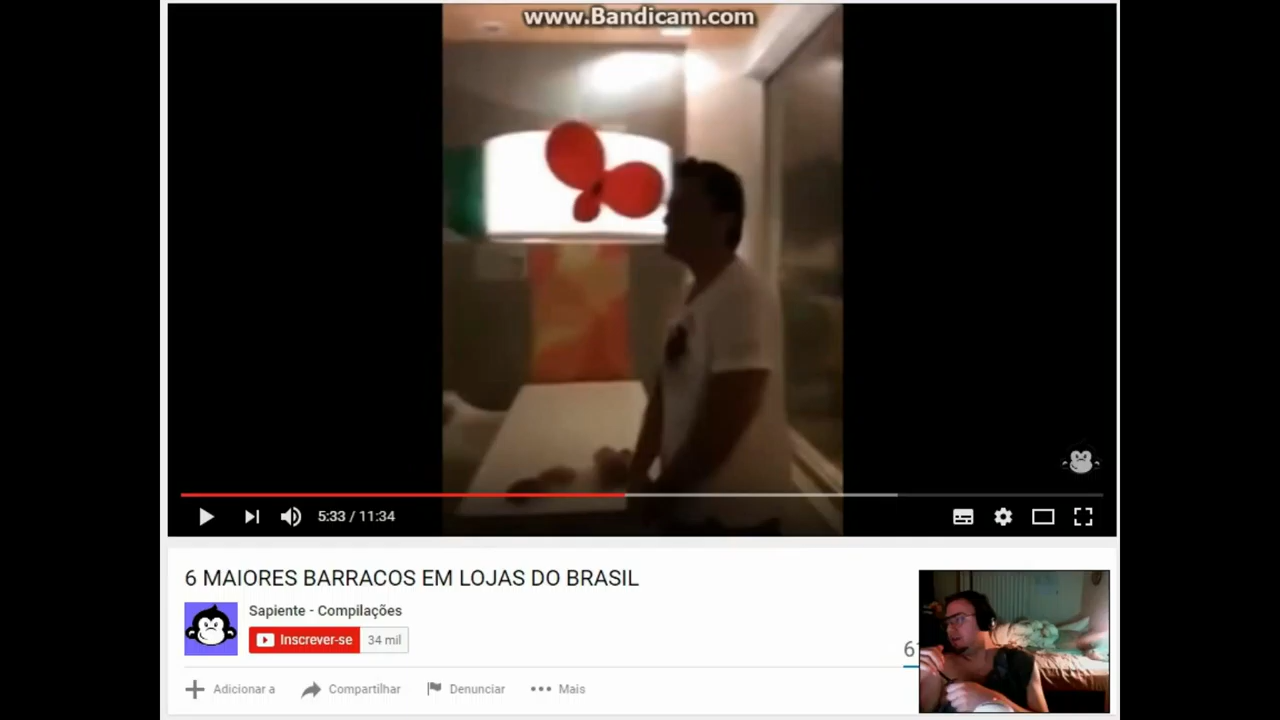 www.Bandicam.com
5:33 / 11:34
6 MAIORES BARRACOS EM LOJAS DO BRASIL
Sapiente - Compilações
Inscrever-se 34 mil
Adicionar a Compartilhar Denunciar Mais